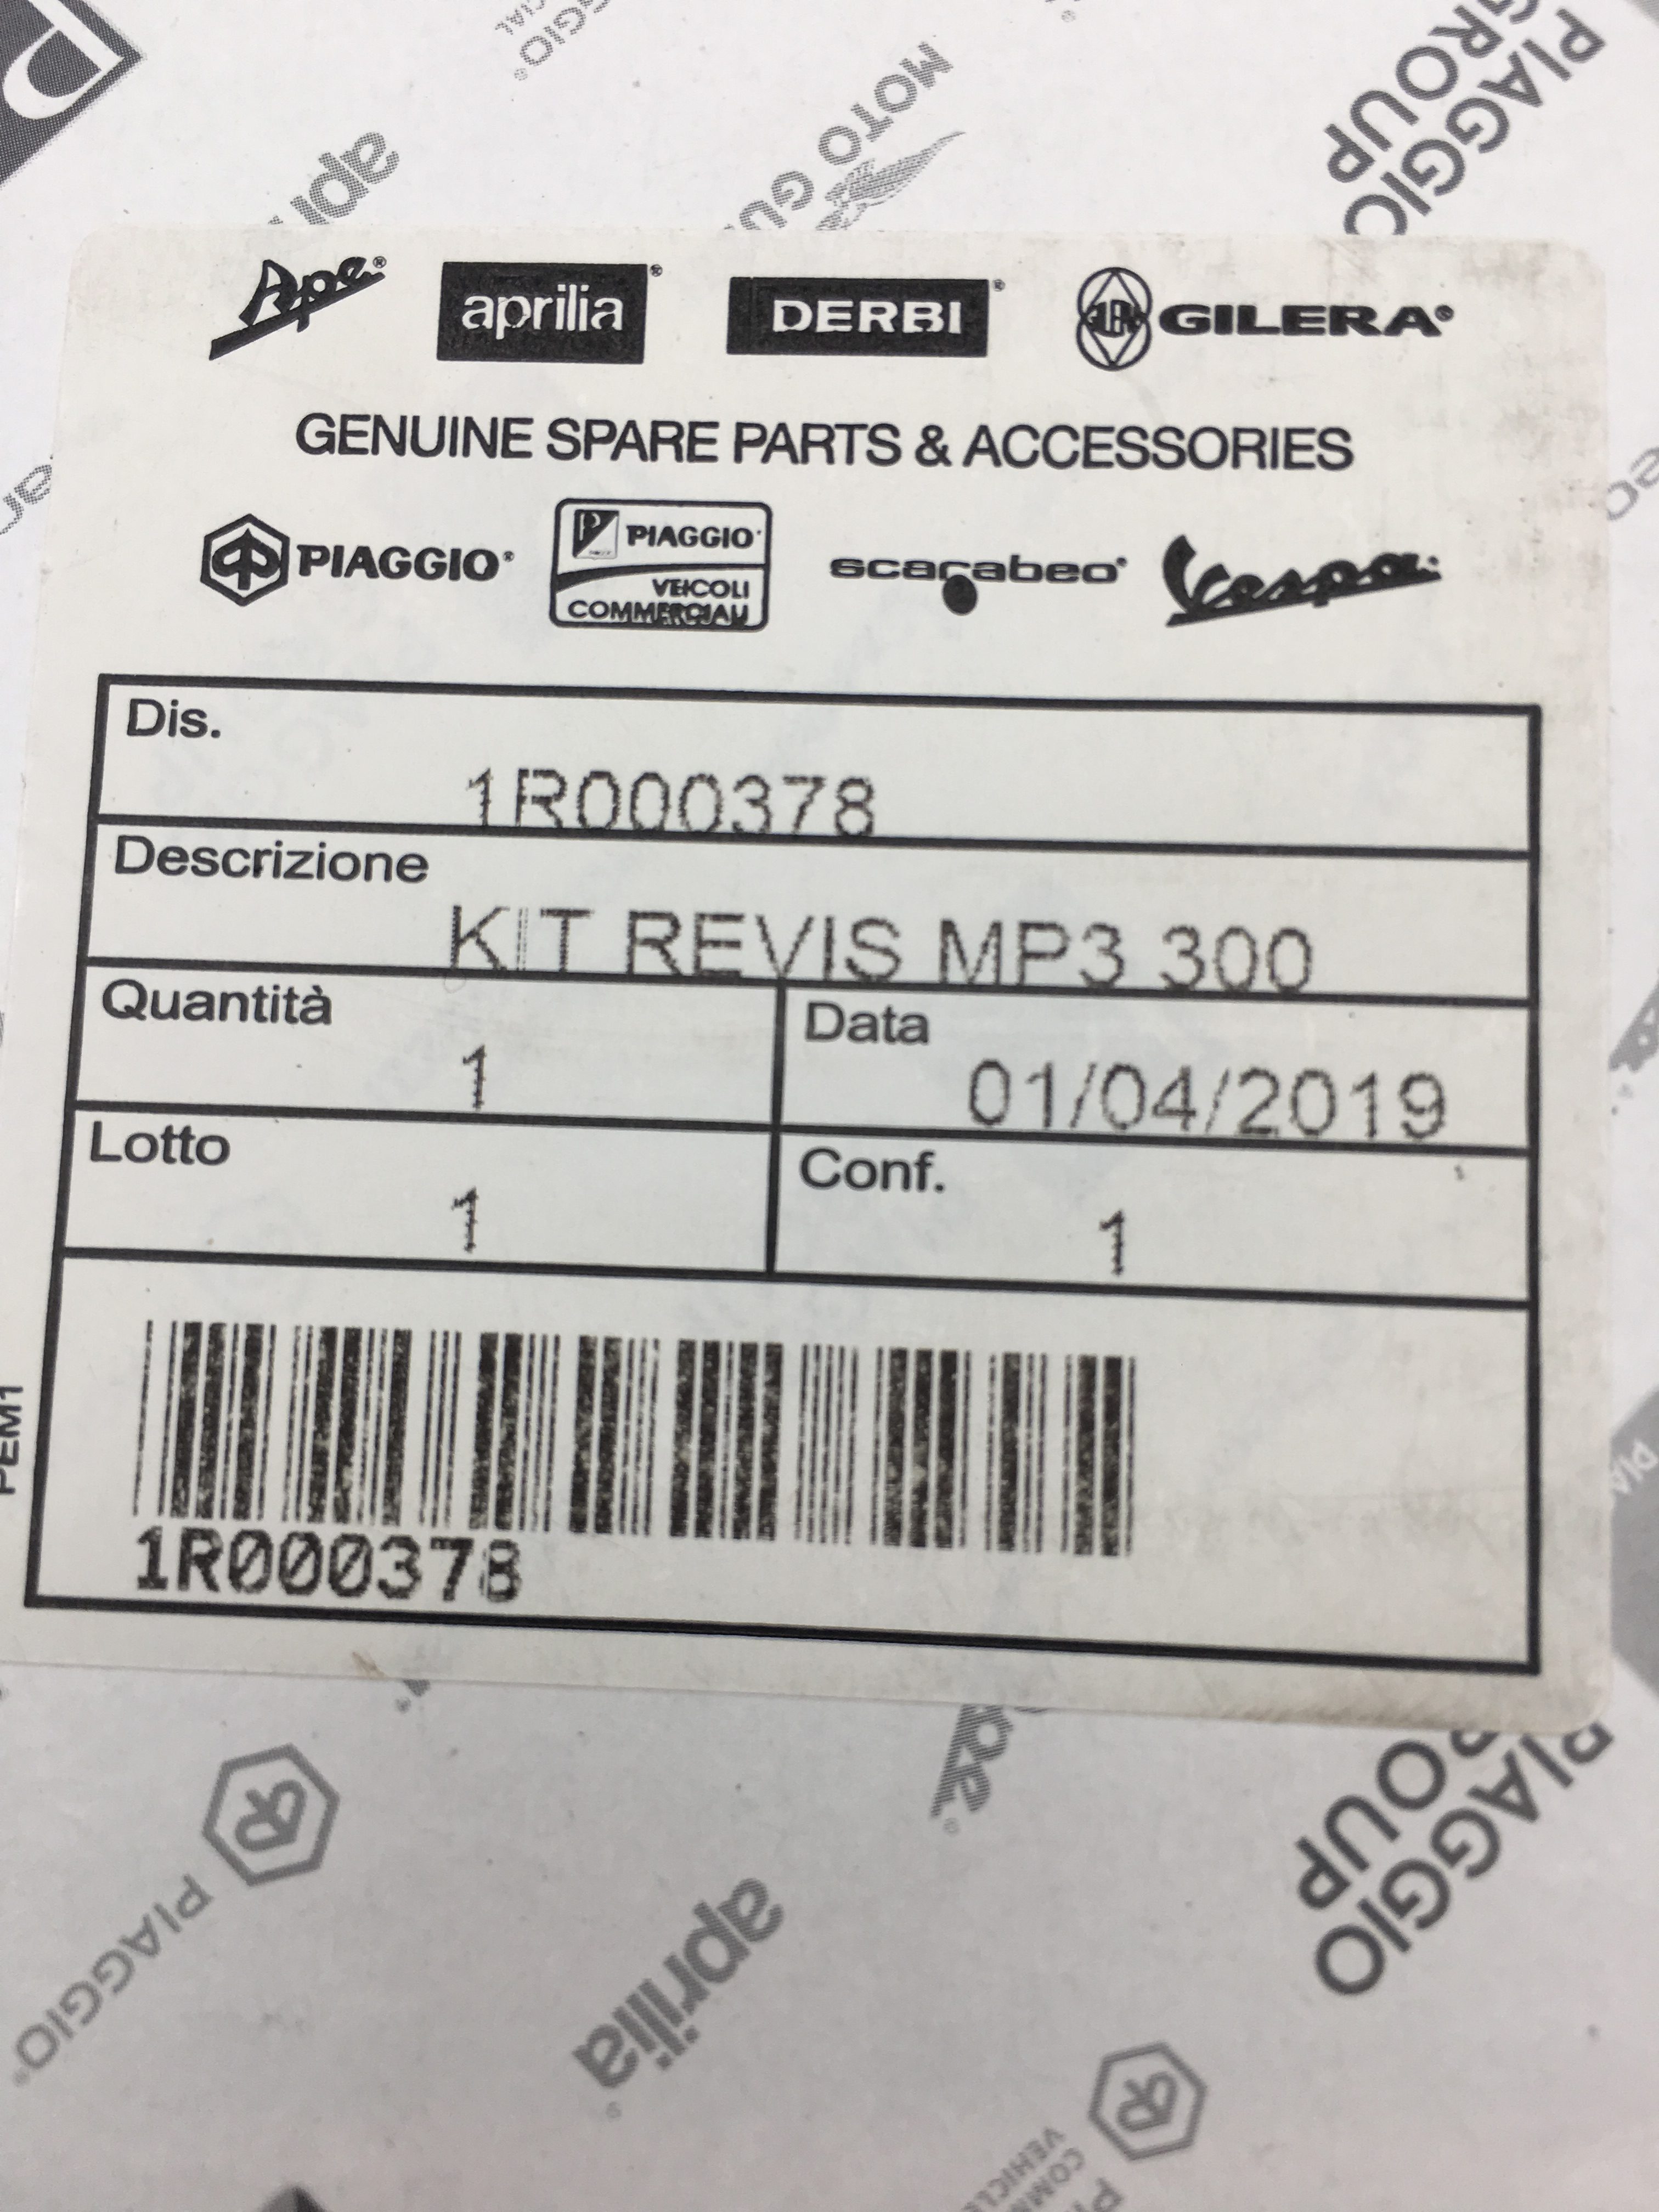 PIAGGIO
GROUP
MOTO GU
Ape®
aprilia®
DERBI®
GILERA®
GENUINE SPARE PARTS & ACCESSORIES
PIAGGIO®
PIAGGIO
VEICOLI
COMMERCIALI
scarabeo®
Vespa
Dis.
1R000378
Descrizione
KIT REVIS MP3 300
Quantità
1
Data
01/04/2019
Lotto
1
Conf.
1
1R000378
PEM1
PIAGGIO®
aprilia®
PIAGGIO
GROUP